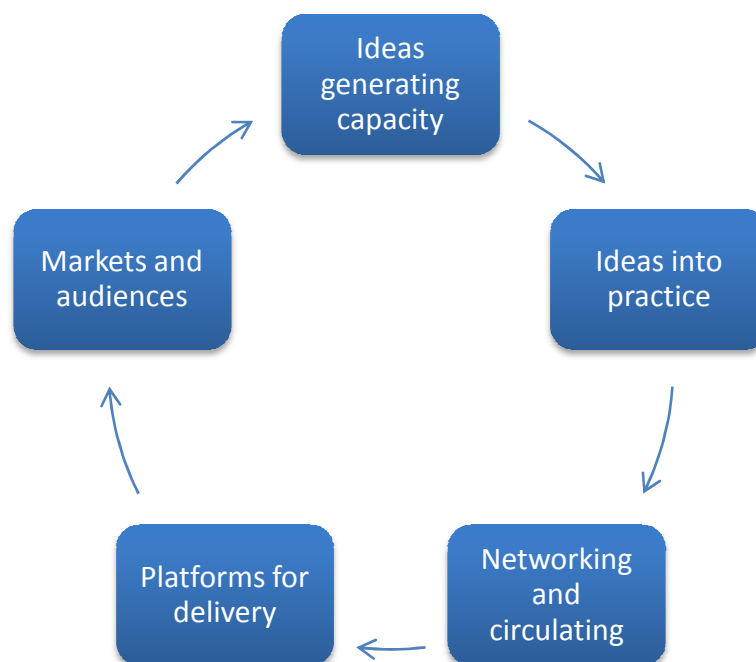 Ideas
generating
capacity
Ideas into
practice
Networking
and
circulating
Platforms for
delivery
Markets and
audiences